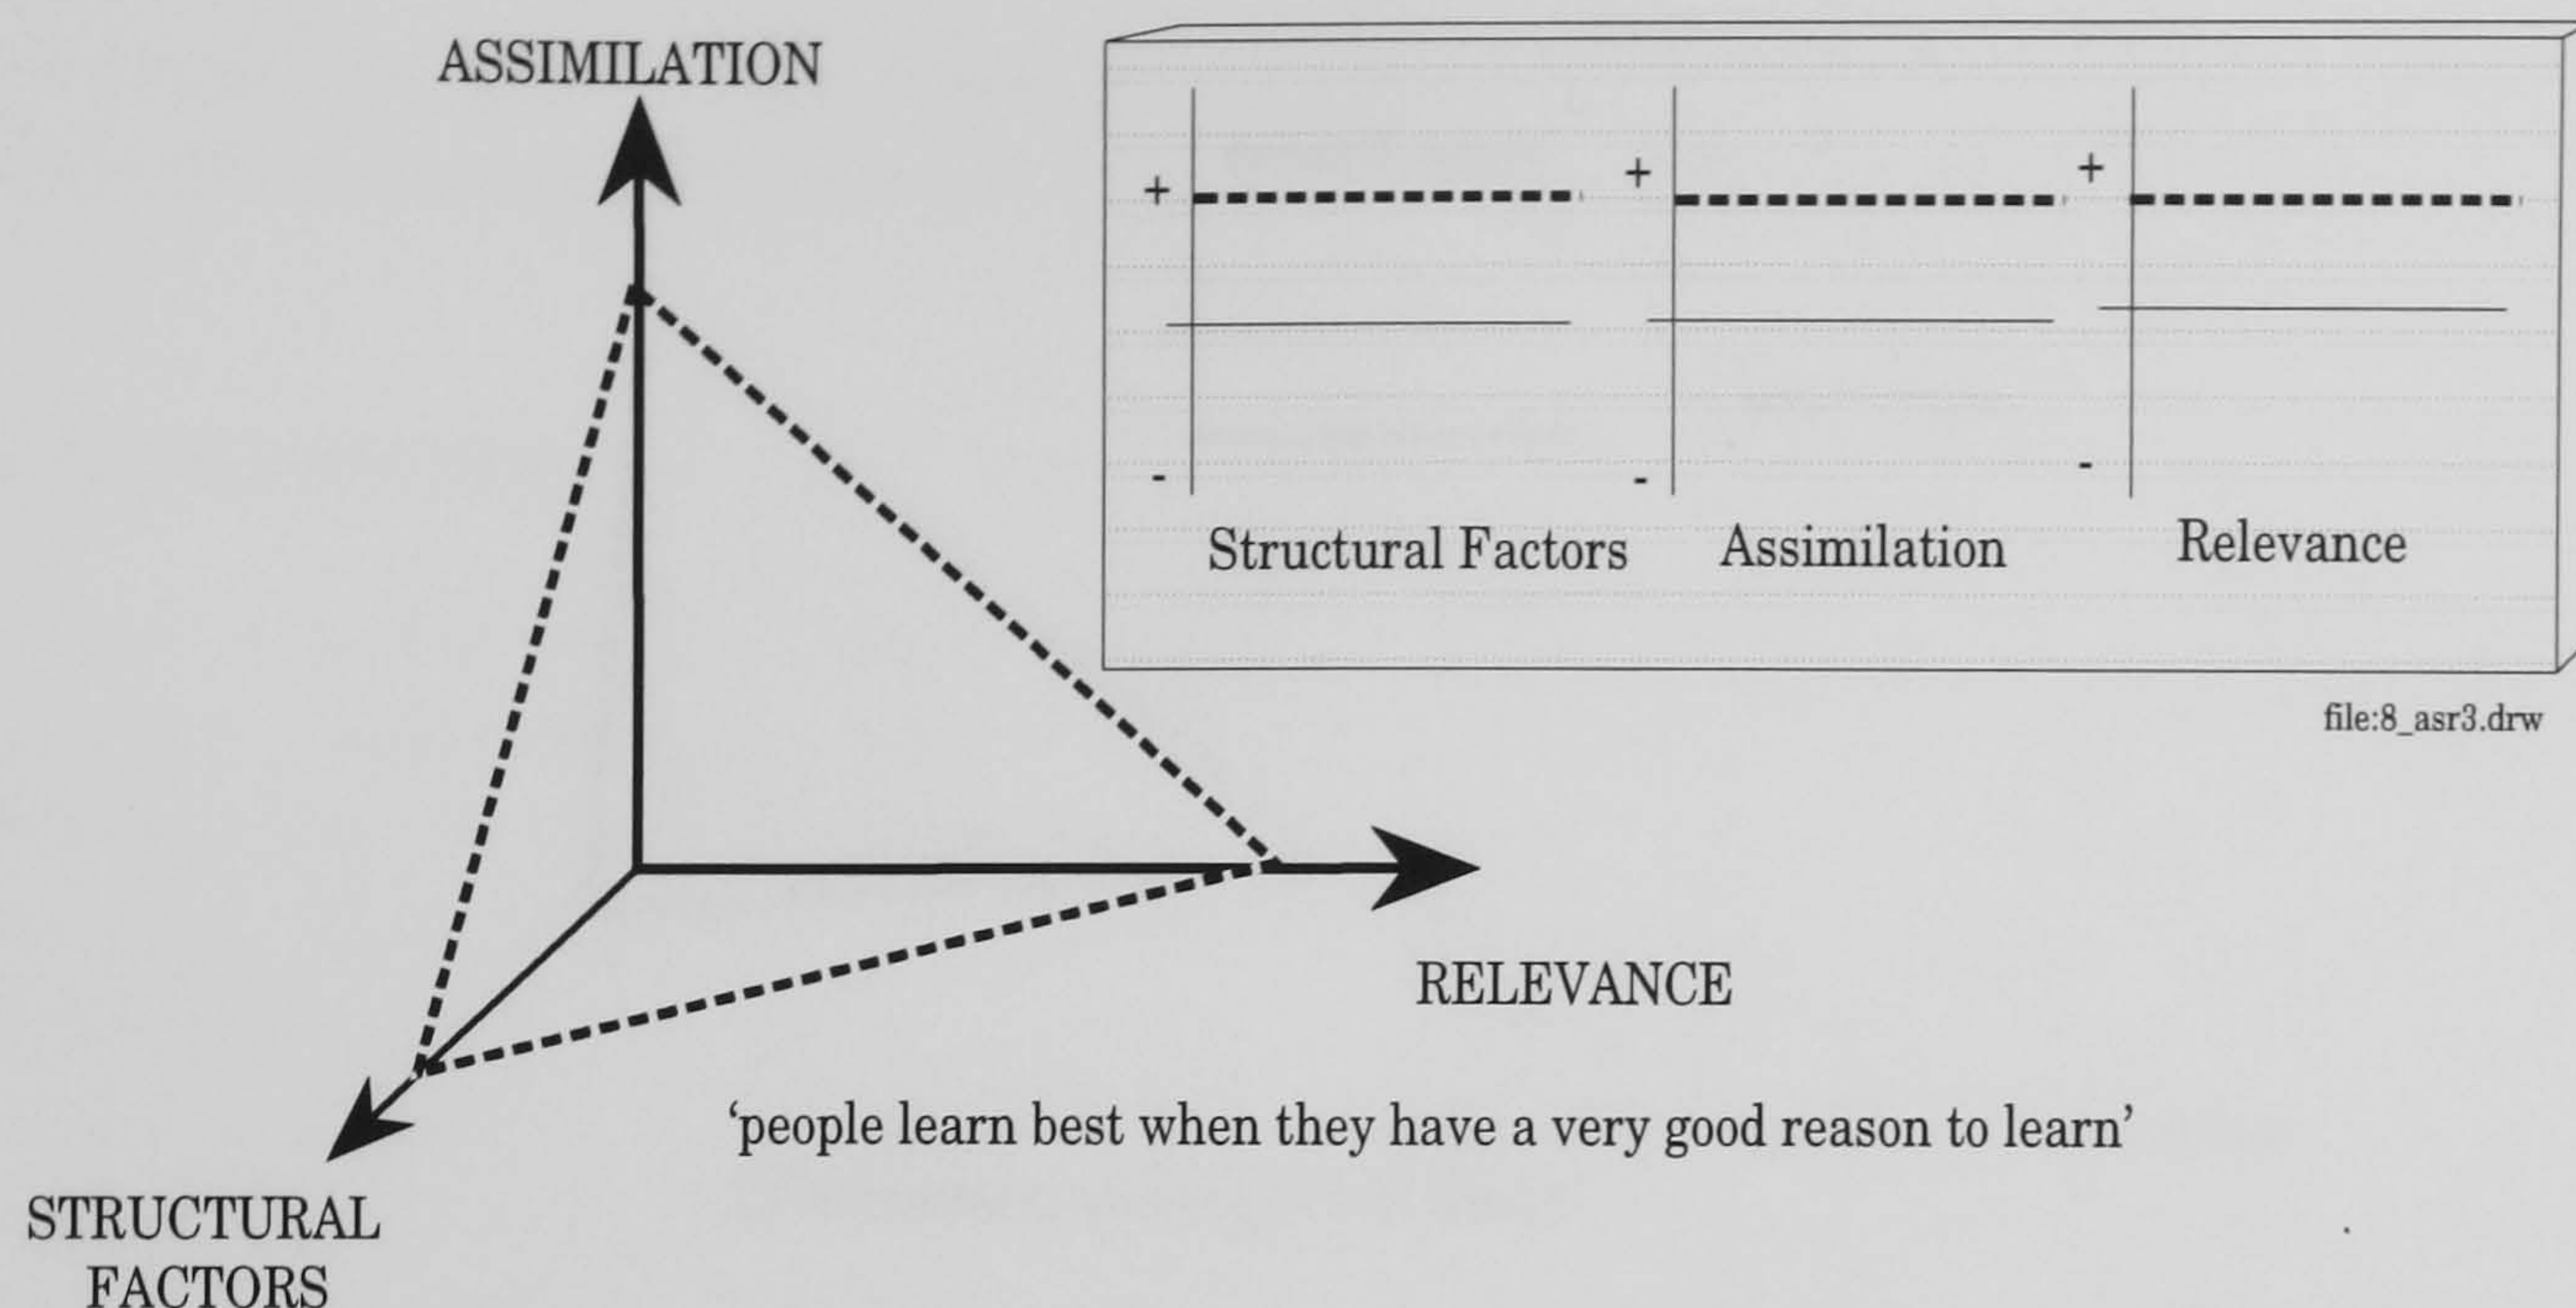 ASSIMILATION
+
+
+
-
-
-
Structural Factors
Assimilation
Relevance
file:8_asr3.drw
RELEVANCE
‘people learn best when they have a very good reason to learn’
STRUCTURAL
FACTORS